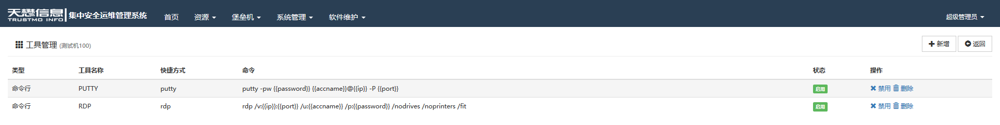 天懋信息 TRUSTMO INFO 集中安全运维管理系统 首页 资源 堡垒机 系统管理 软件维护 超级管理员
工具管理 (测试机100) 新增 返回
类型 工具名称 快捷方式 命令 状态 操作
命令行 PUTTY putty putty -pw {{password}} {{accname}}@{{ip}} -P {{port}} 启用 禁用 删除
命令行 RDP rdp rdp /v:{{ip}}:{{port}} /u:{{accname}} /p:{{password}} /nodrives /noprinters /fit 启用 禁用 删除